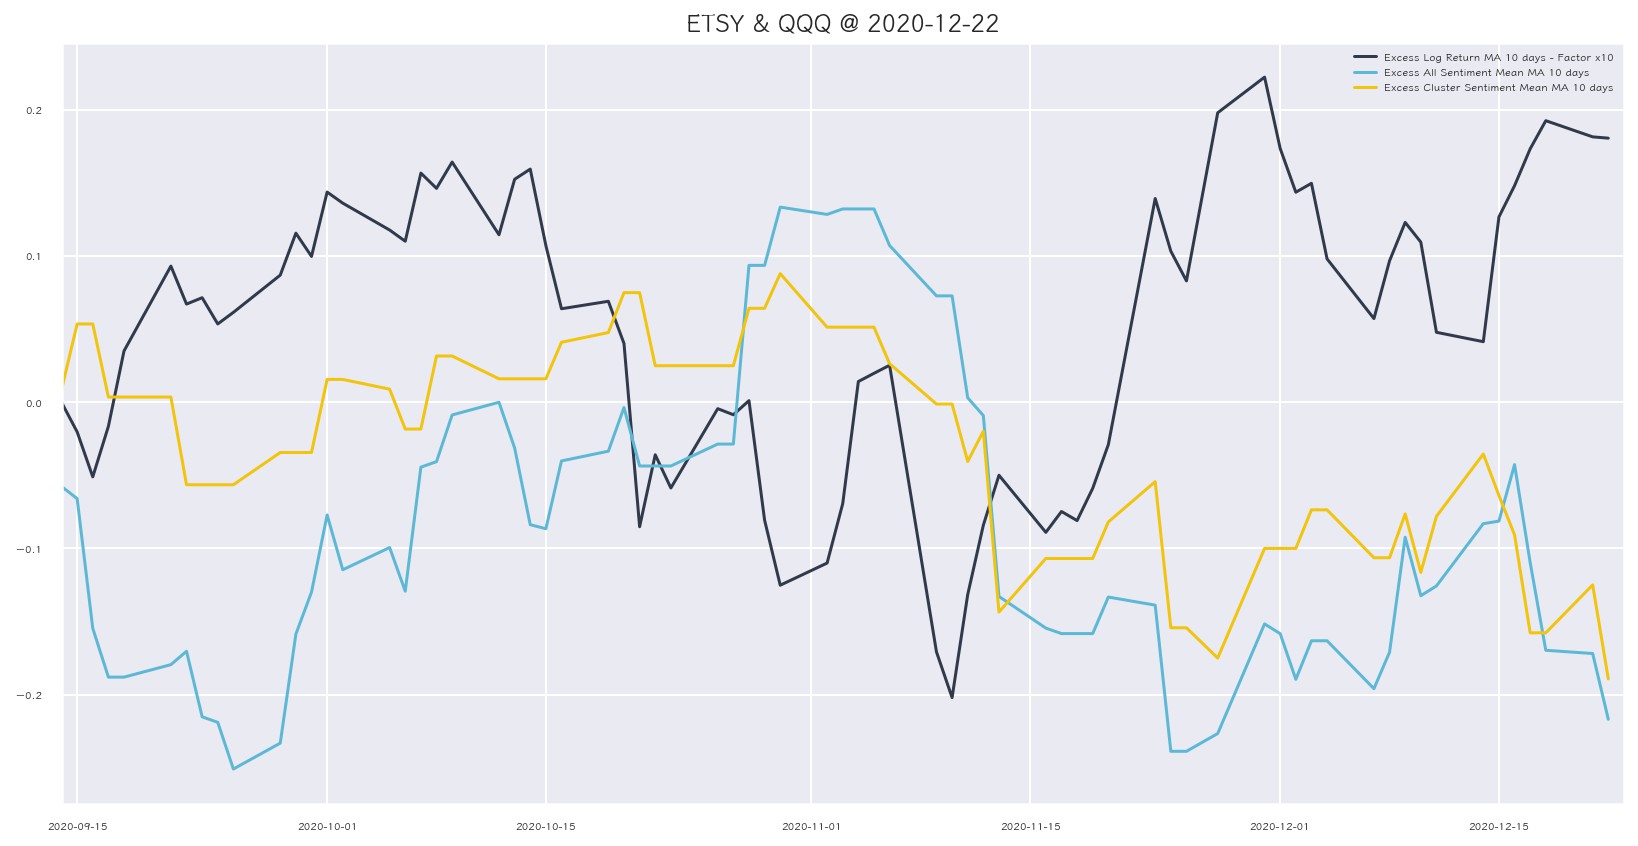 ETSY & QQQ @ 2020-12-22
Excess Log Return MA 10 days - Factor x10
Excess All Sentiment Mean MA 10 days
Excess Cluster Sentiment Mean MA 10 days
0.2
0.1
0.0
−0.1
−0.2
2020-09-15 2020-10-01 2020-10-15 2020-11-01 2020-11-15 2020-12-01 2020-12-15